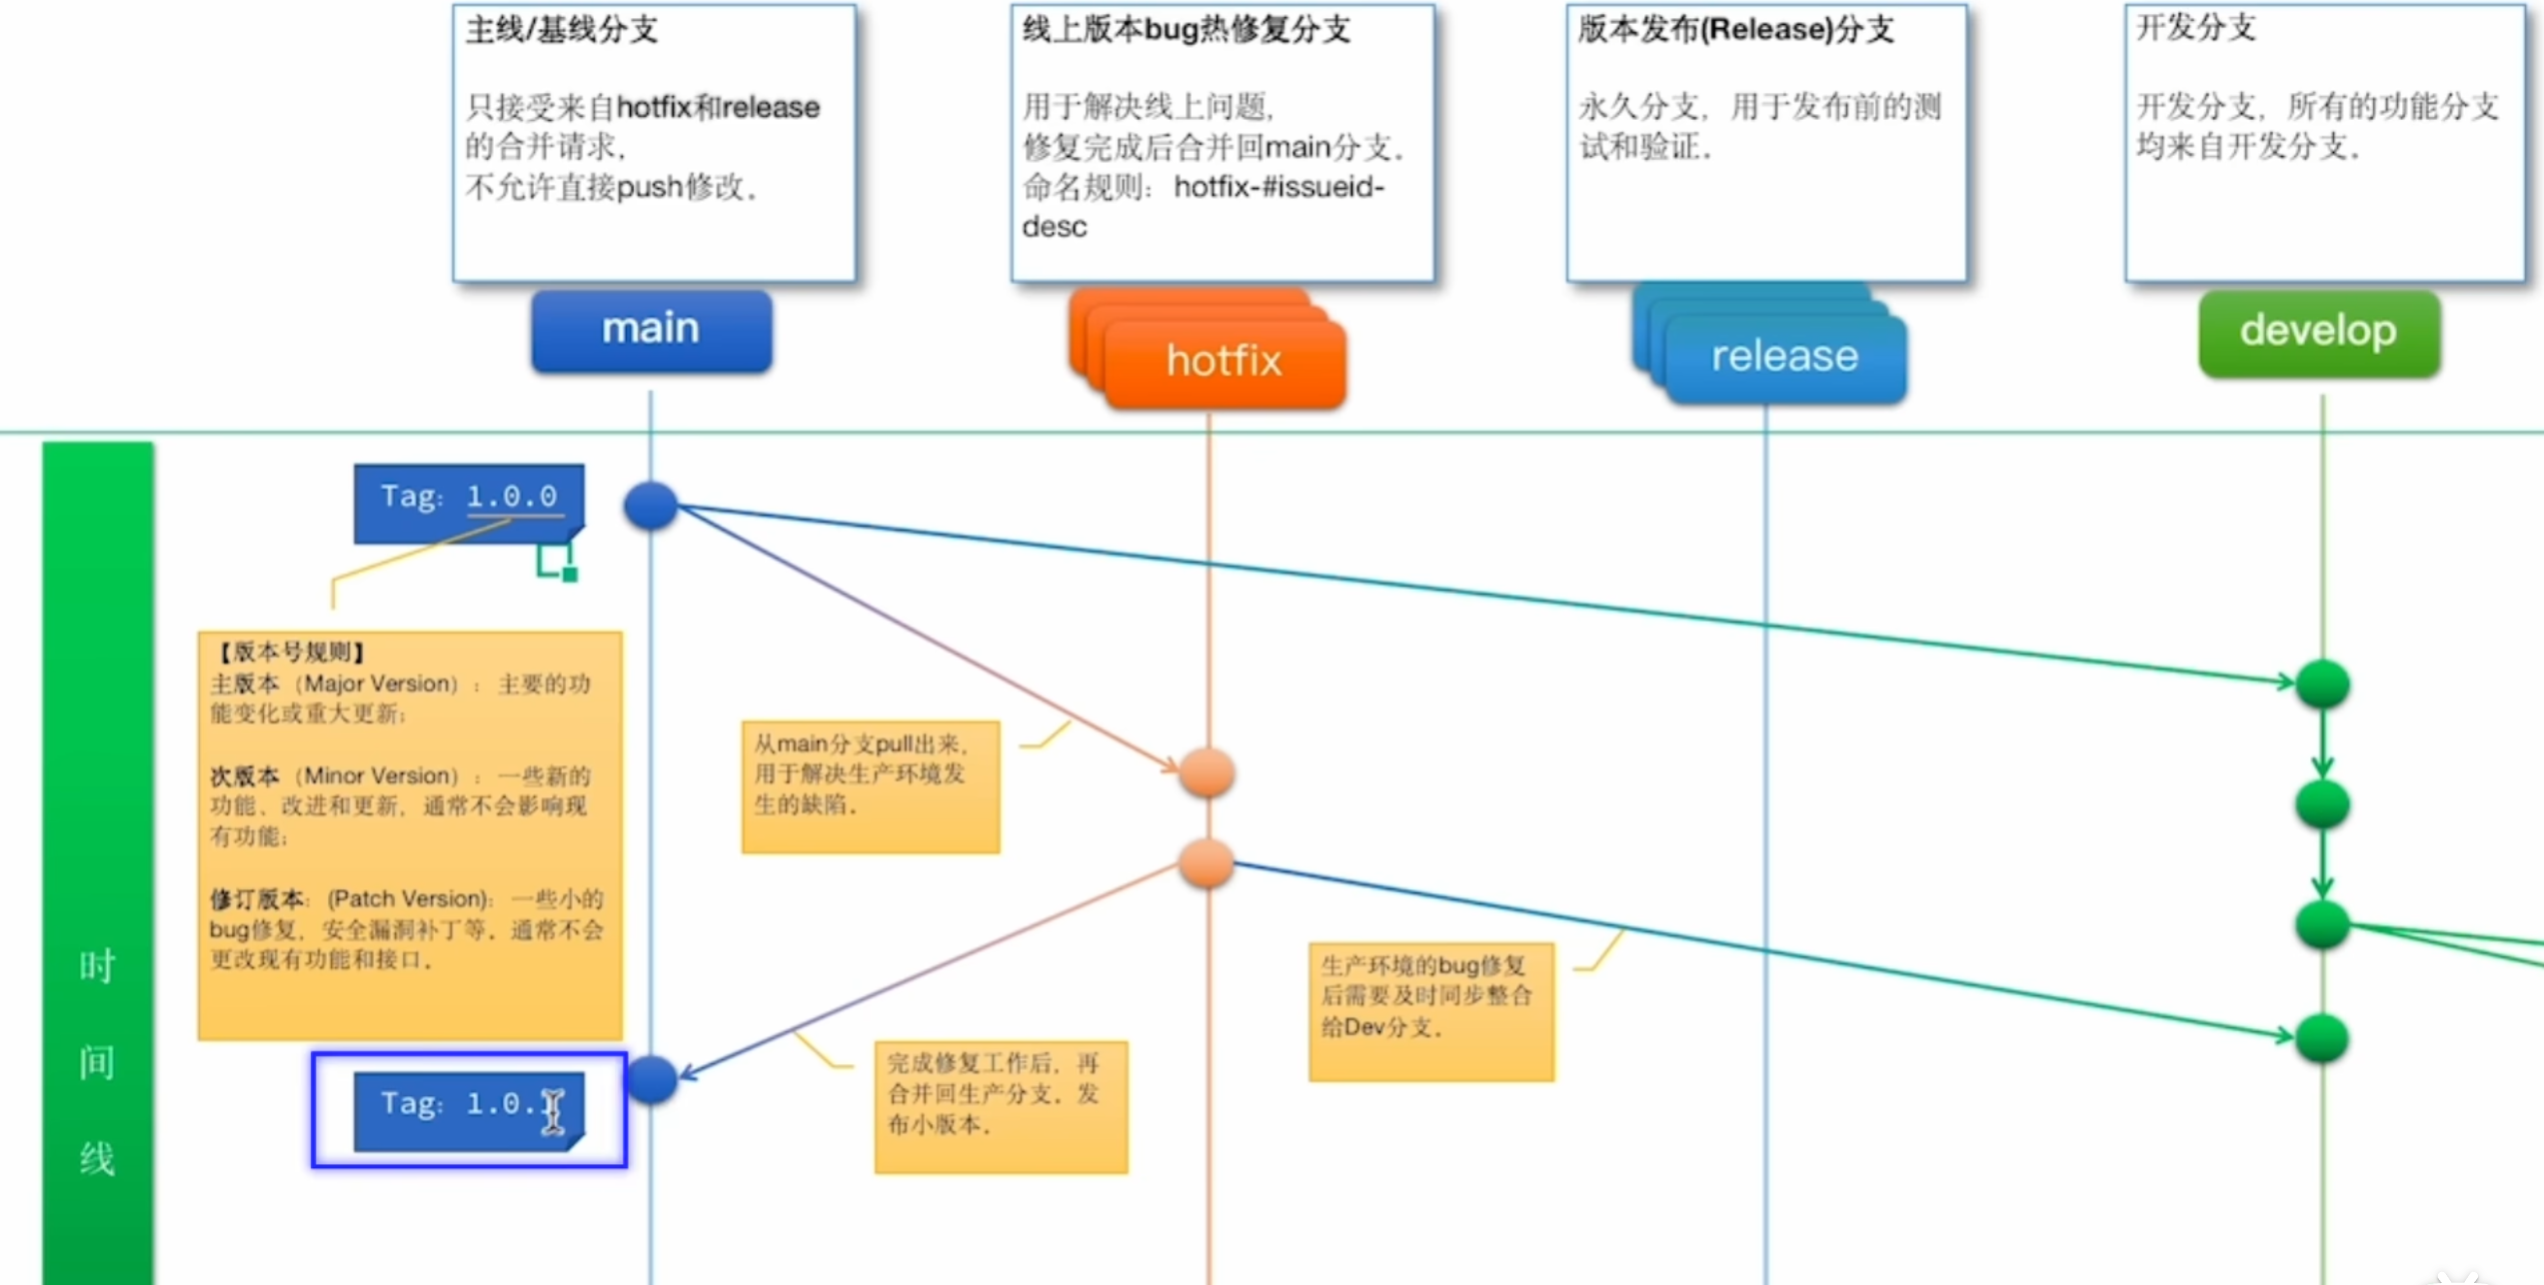 主线/基线分支
只接受来自hotfix和release
的合并请求，
不允许直接push修改。
线上版本bug热修复分支
用于解决线上问题，
修复完成后合并回main分支。
命名规则：hotfix-#issueid-
desc
版本发布(Release)分支
永久分支，用于发布前的测
试和验证。
开发分支
开发分支，所有的功能分支
均来自开发分支。
main
hotfix
release
develop
Tag: 1.0.0
【版本号规则】
主版本（Major Version）：主要的功
能变化或重大更新；
次版本（Minor Version）：一些新的
功能、改进和更新，通常不会影响现
有功能；
修订版本：(Patch Version)：一些小的
bug修复，安全漏洞补丁等。通常不会
更改现有功能和接口。
从main分支pull出来，
用于解决生产环境发
生的缺陷。
生产环境的bug修复
后需要及时同步整合
给Dev分支。
完成修复工作后，再
合并回生产分支。发
布小版本。
Tag: 1.0.
时
间
线